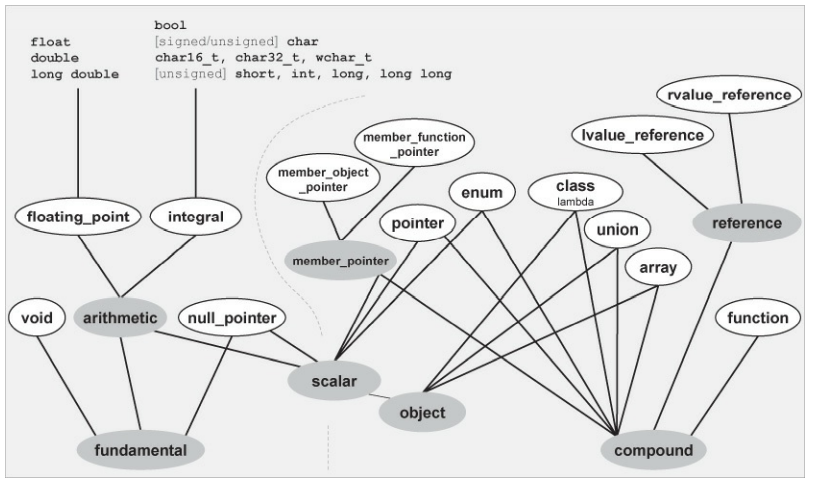 bool
float
[signed/unsigned] char
double
char16_t, char32_t, wchar_t
long double
[unsigned] short, int, long, long long
rvalue_reference
lvalue_reference
member_function
_pointer
member_object
_pointer
enum
class
lambda
floating_point
integral
pointer
union
reference
member_pointer
array
void
arithmetic
null_pointer
function
scalar
object
fundamental
compound